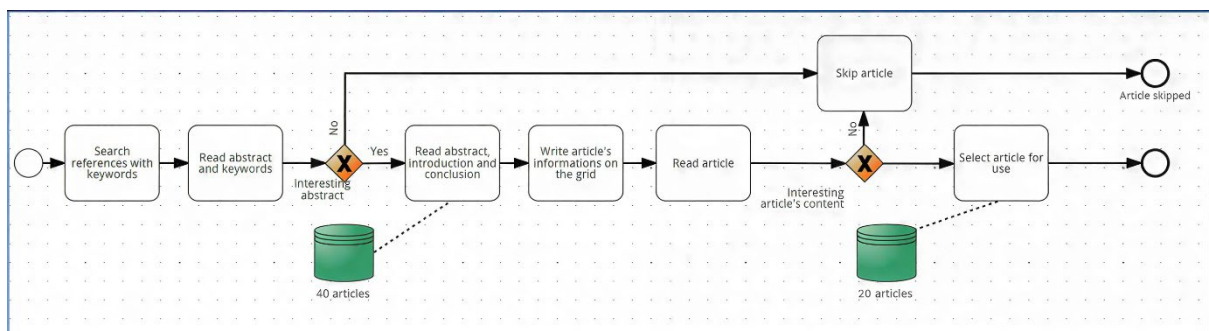 Skip article
Article skipped
No
No
Search
references with
keywords
Read abstract
and keywords
X
Interesting
abstract
Yes
Read abstract,
introduction and
conclusion
Write article's
informations on
the grid
Read article
X
Interesting
article's content
Select article for
use
40 articles
20 articles